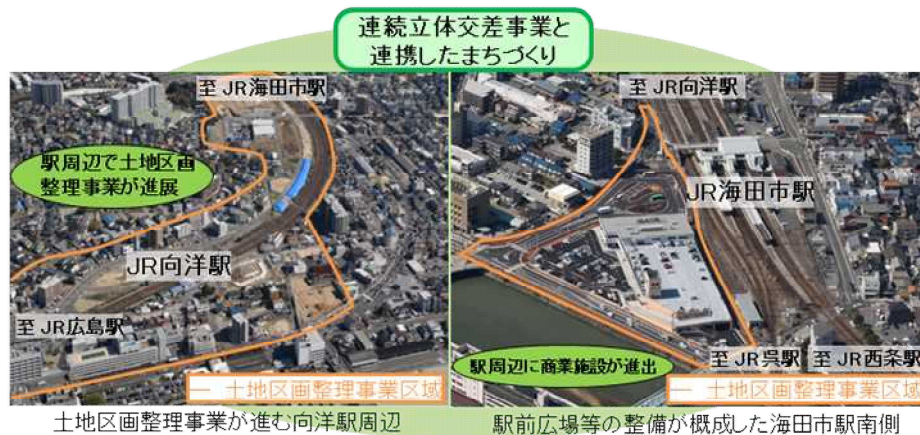 連続立体交差事業と
連携したまちづくり
至 JR海田市駅
駅周辺で土地区画
整理事業が進展
JR向洋駅
至 JR広島駅
土地区画整理事業区域
土地区画整理事業が進む向洋駅周辺
至 JR向洋駅
JR海田市駅
駅周辺に商業施設が進出
至 JR呉駅
至 JR西条駅
土地区画整理事業区域
駅前広場等の整備が概成した海田市駅南側